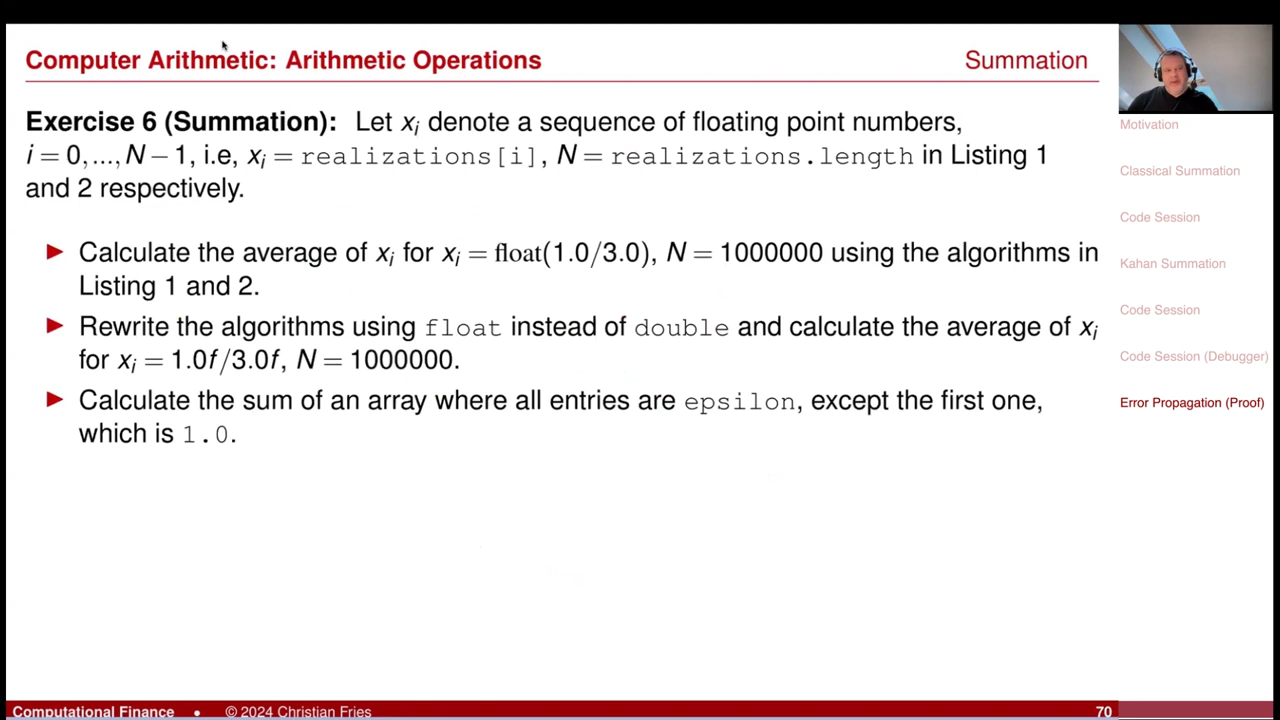 Computer Arithmetic: Arithmetic Operations
Summation
Exercise 6 (Summation): Let xᵢ denote a sequence of floating point numbers,
i = 0, ..., N − 1, i.e, xᵢ = realizations[i], N = realizations.length in Listing 1
and 2 respectively.
► Calculate the average of xᵢ for xᵢ = float(1.0/3.0), N = 1000000 using the algorithms in
Listing 1 and 2.
► Rewrite the algorithms using float instead of double and calculate the average of xᵢ
for xᵢ = 1.0f/3.0f, N = 1000000.
► Calculate the sum of an array where all entries are epsilon, except the first one,
which is 1.0.
Motivation
Classical Summation
Code Session
Kahan Summation
Code Session
Code Session (Debugger)
Error Propagation (Proof)
Computational Finance • © 2024 Christian Fries
70